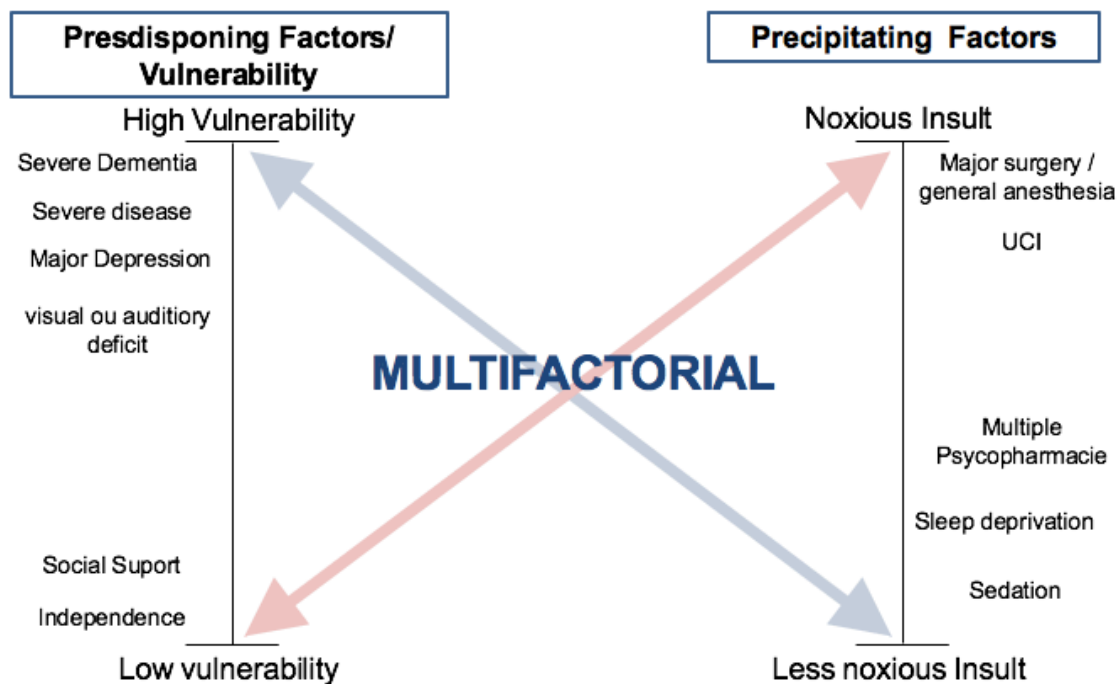 Presdisponing Factors/
Vulnerability
High Vulnerability
Severe Dementia
Severe disease
Major Depression
visual ou auditiory
deficit
Social Suport
Independence
Low vulnerability
MULTIFACTORIAL
Precipitating Factors
Noxious Insult
Major surgery /
general anesthesia
UCI
Multiple
Psycopharmacie
Sleep deprivation
Sedation
Less noxious Insult